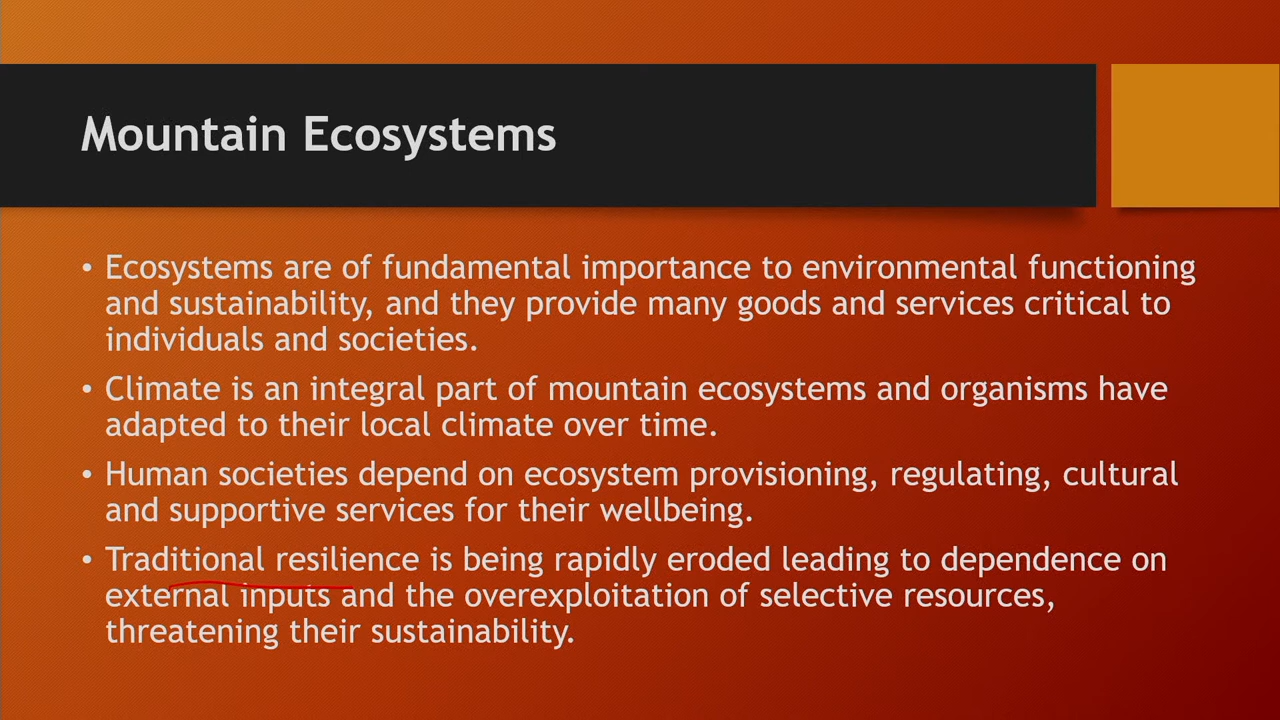 Mountain Ecosystems
• Ecosystems are of fundamental importance to environmental functioning
and sustainability, and they provide many goods and services critical to
individuals and societies.
• Climate is an integral part of mountain ecosystems and organisms have
adapted to their local climate over time.
• Human societies depend on ecosystem provisioning, regulating, cultural
and supportive services for their wellbeing.
• Traditional resilience is being rapidly eroded leading to dependence on
external inputs and the overexploitation of selective resources,
threatening their sustainability.